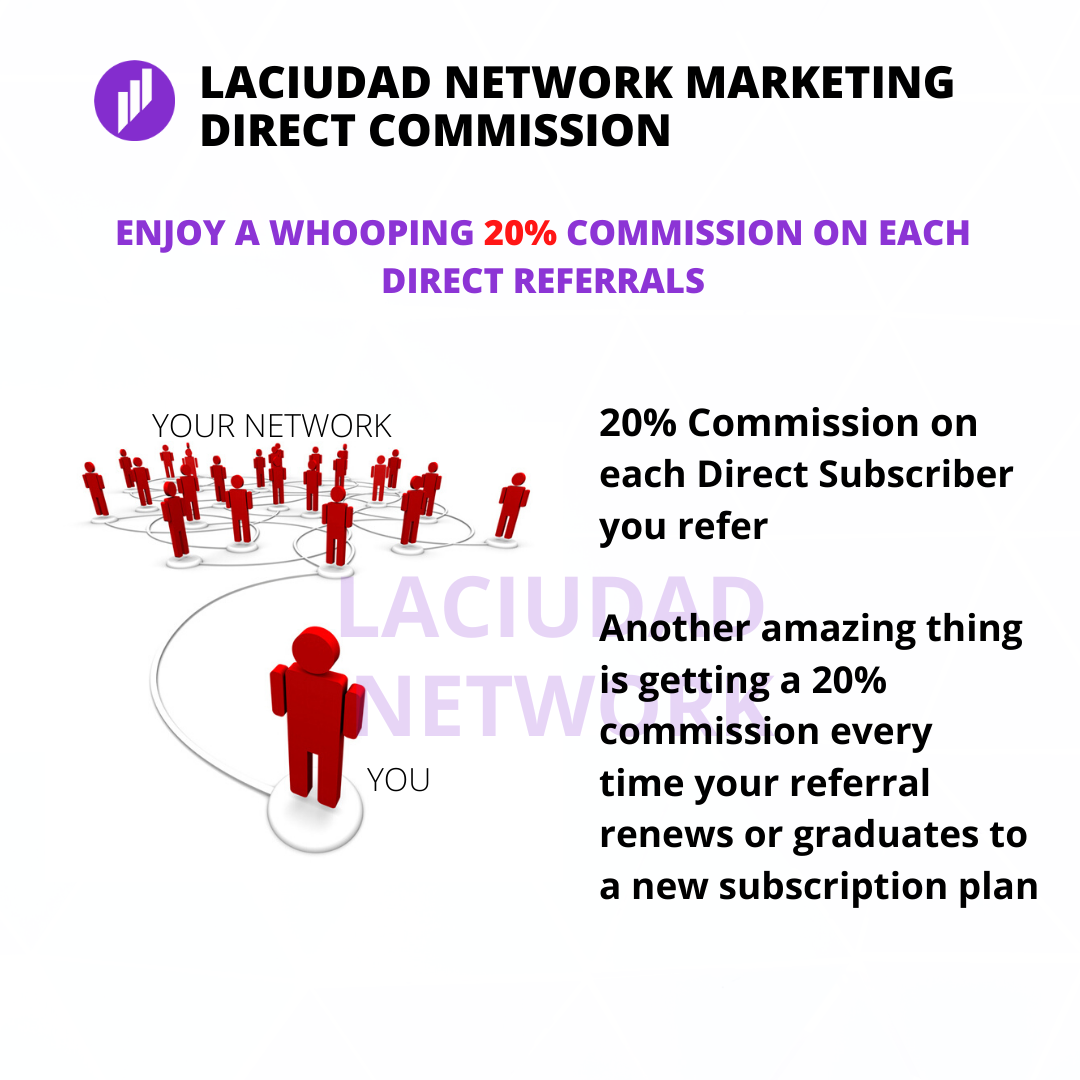 LACIUDAD NETWORK MARKETING
DIRECT COMMISSION
ENJOY A WHOOPING 20% COMMISSION ON EACH
DIRECT REFERRALS
YOUR NETWORK
YOU
20% Commission on
each Direct Subscriber
you refer
Another amazing thing
is getting a 20%
commission every
time your referral
renews or graduates to
a new subscription plan
LACIUDAD
NETWORK